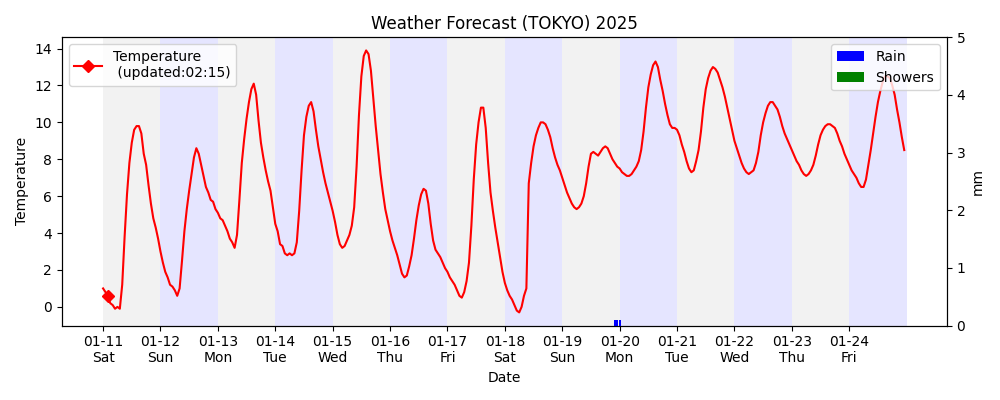 Weather Forecast (TOKYO) 2025
Temperature
(updated:02:15)
Rain
Showers
Temperature
14
12
10
8
6
4
2
0
5
4
3
2
1
0
mm
01-11 01-12 01-13 01-14 01-15 01-16 01-17 01-18 01-19 01-20 01-21 01-22 01-23 01-24
Sat Sun Mon Tue Wed Thu Fri Sat Sun Mon Tue Wed Thu Fri
Date